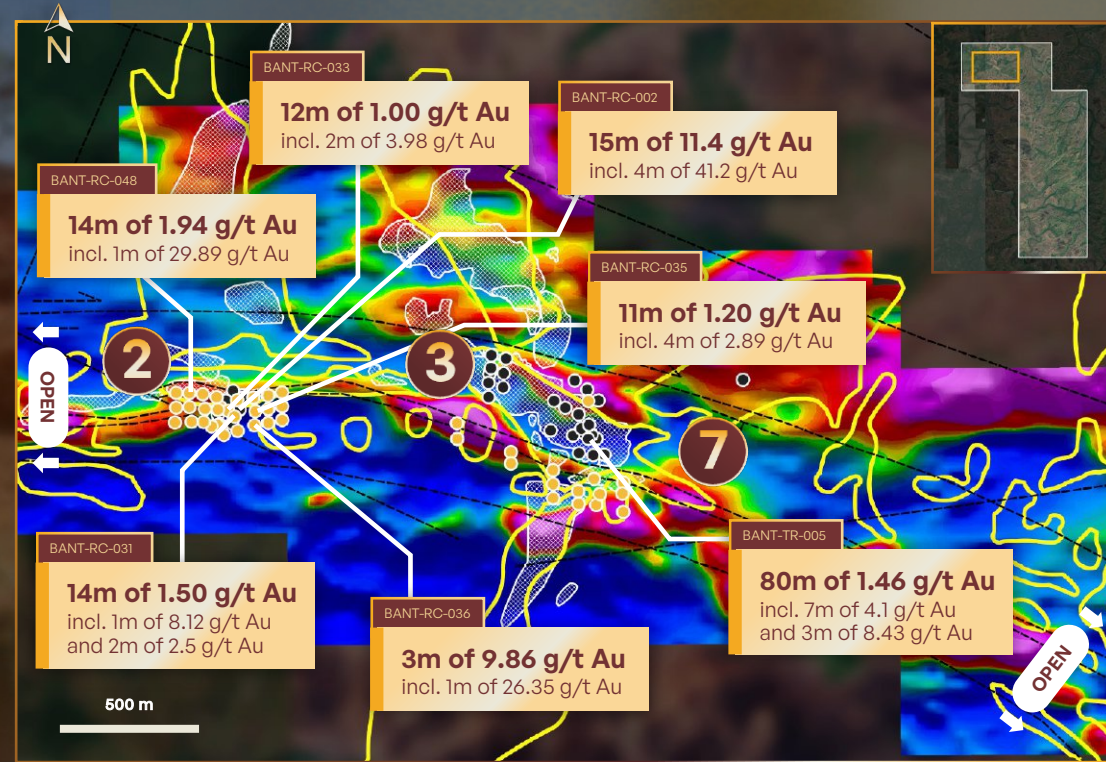 N
BANT-RC-033
12m of 1.00 g/t Au
incl. 2m of 3.98 g/t Au
BANT-RC-002
15m of 11.4 g/t Au
incl. 4m of 41.2 g/t Au
BANT-RC-048
14m of 1.94 g/t Au
incl. 1m of 29.89 g/t Au
BANT-RC-035
11m of 1.20 g/t Au
incl. 4m of 2.89 g/t Au
2
3
7
OPEN
BANT-RC-031
14m of 1.50 g/t Au
incl. 1m of 8.12 g/t Au
and 2m of 2.5 g/t Au
BANT-RC-036
3m of 9.86 g/t Au
incl. 1m of 26.35 g/t Au
BANT-TR-005
80m of 1.46 g/t Au
incl. 7m of 4.1 g/t Au
and 3m of 8.43 g/t Au
OPEN
500 m